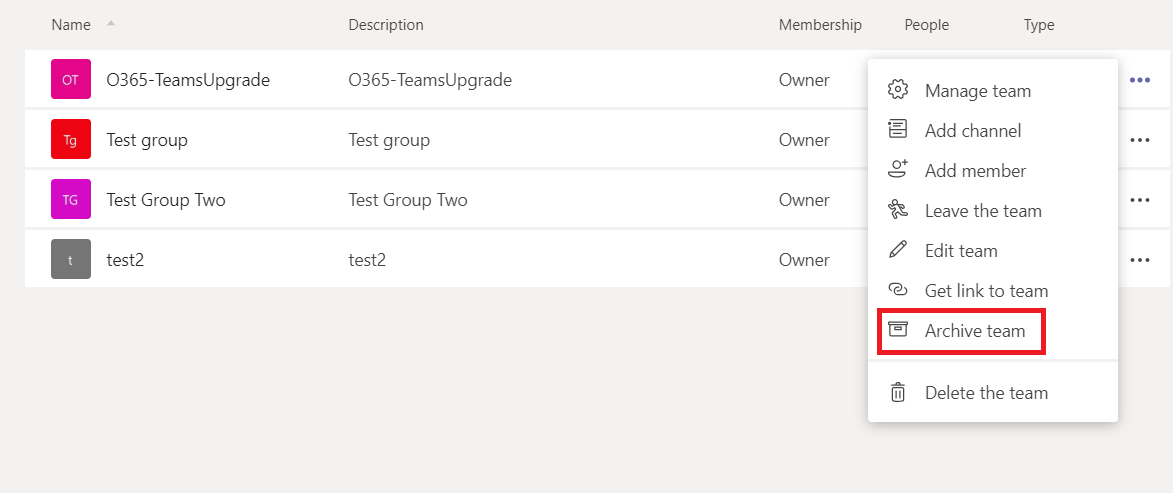 Name Description Membership People Type
OT O365-TeamsUpgrade O365-TeamsUpgrade Owner
Tg Test group Test group Owner
TG Test Group Two Test Group Two Owner
t test2 test2 Owner
Manage team
Add channel
Add member
Leave the team
Edit team
Get link to team
Archive team
Delete the team